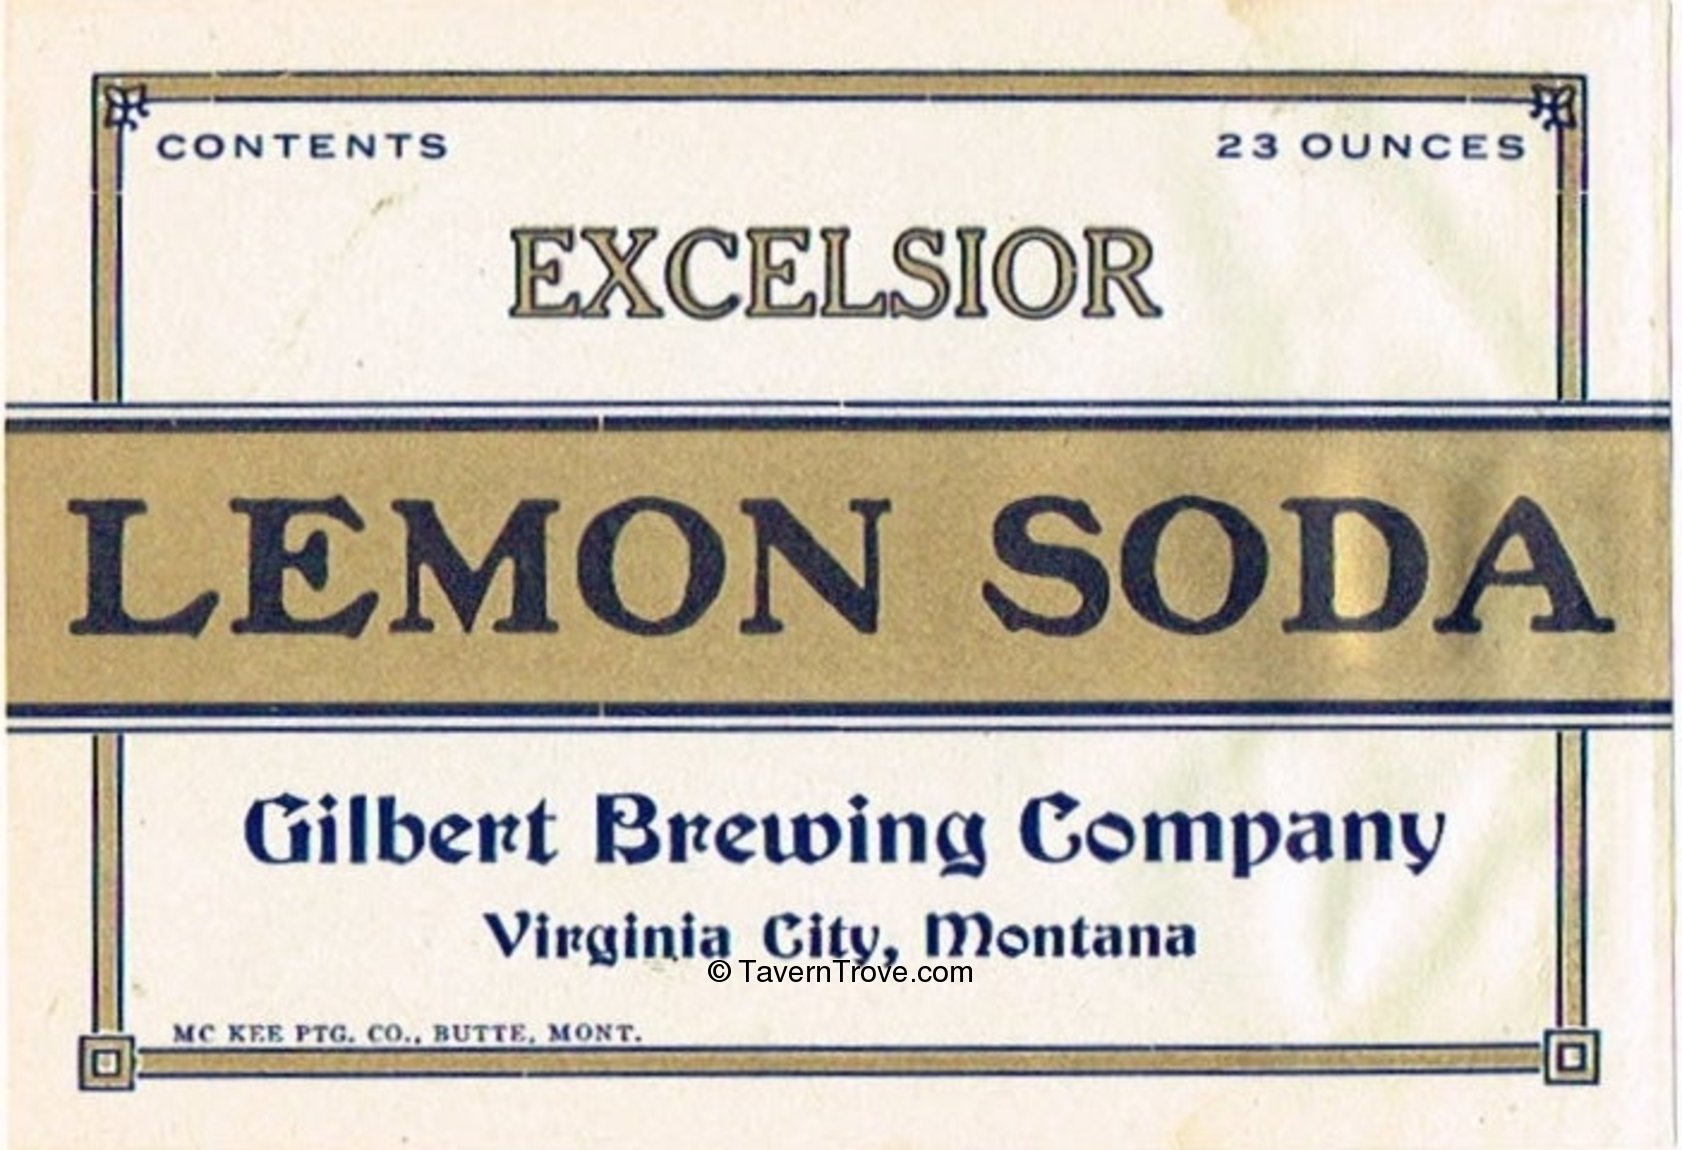 CONTENTS 23 OUNCES
EXCELSIOR
LEMON SODA
Gilbert Brewing Company
Virginia City, Montana
© TavernTrove.com
MC KEE PTG. CO., BUTTE, MONT.